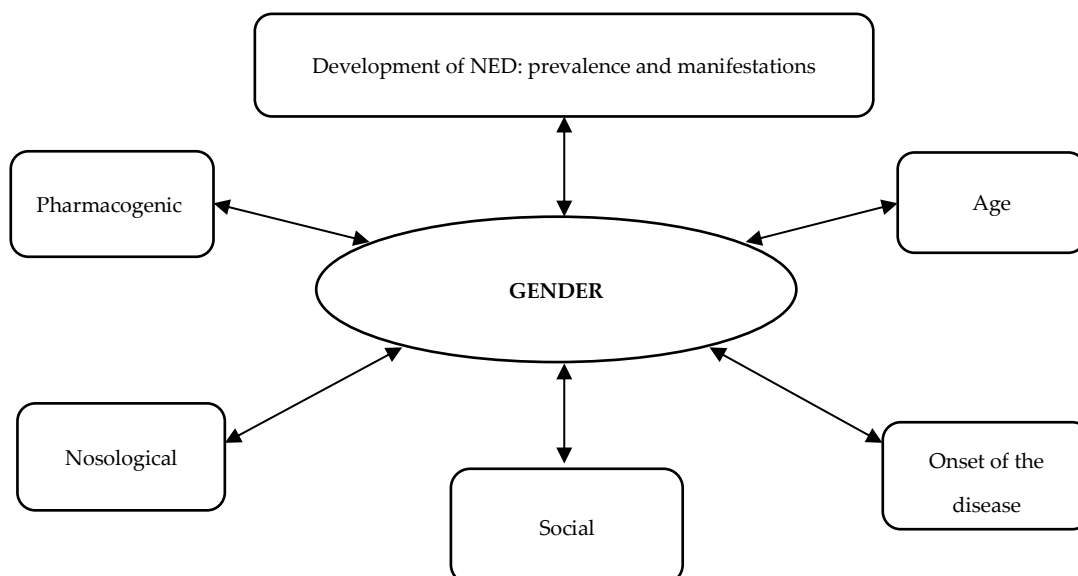 Development of NED: prevalence and manifestations
Pharmacogenic
Age
GENDER
Nosological
Onset of the
disease
Social